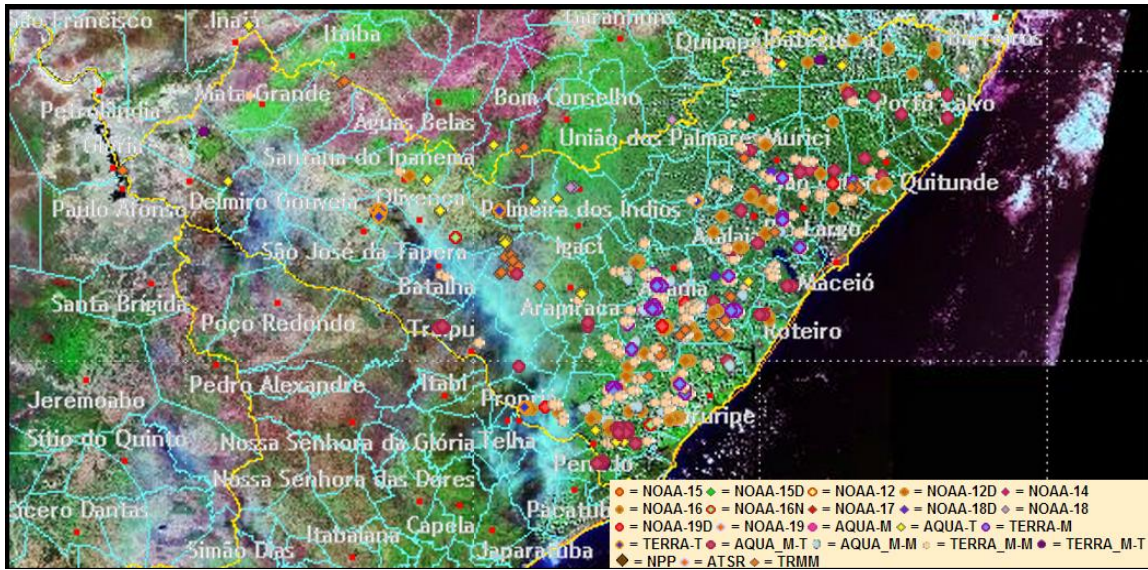 São Francisco
Inajá
Itaíba
Quipapá
Barreiros
Mata Grande
Petrolândia
Bom Conselho
Porto Calvo
Águas Belas
Glória
União dos Palmares
Murici
Santana do Ipanema
Quitunde
Paulo Afonso
Delmiro Gouveia
Olivença
Palmeira dos Índios
Atalaia
Largo
São José da Tapera
Igaci
Batalha
Maceió
Santa Brígida
Arapiraca
Poço Redondo
Traipu
Roteiro
Pedro Alexandre
Itabi
Jeremoabo
Propriá
Coruripe
Sítio do Quinto
Nossa Senhora da Glória
Telha
Penedo
Nossa Senhora das Dores
Pacatuba
Cícero Dantas
Capela
Itabaiana
Simão Dias
Japaratuba
= NOAA-15 = NOAA-15D = NOAA-12 = NOAA-12D = NOAA-14
= NOAA-16 = NOAA-16N = NOAA-17 = NOAA-18D = NOAA-18
= NOAA-19D = NOAA-19 = AQUA-M = AQUA-T = TERRA-M
= TERRA-T = AQUA_M-T = AQUA_M-M = TERRA_M-M = TERRA_M-T
= NPP = ATSR = TRMM